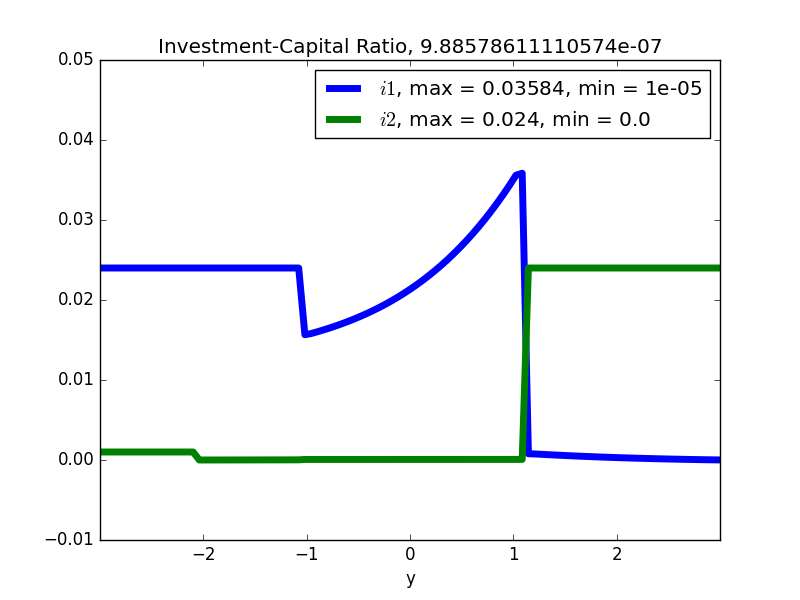 Investment-Capital Ratio, 9.88578611110574e-07
0.05
i1, max = 0.03584, min = 1e-05
i2, max = 0.024, min = 0.0
0.04
0.03
0.02
0.01
0.00
−0.01
−2 −1 0 1 2
y